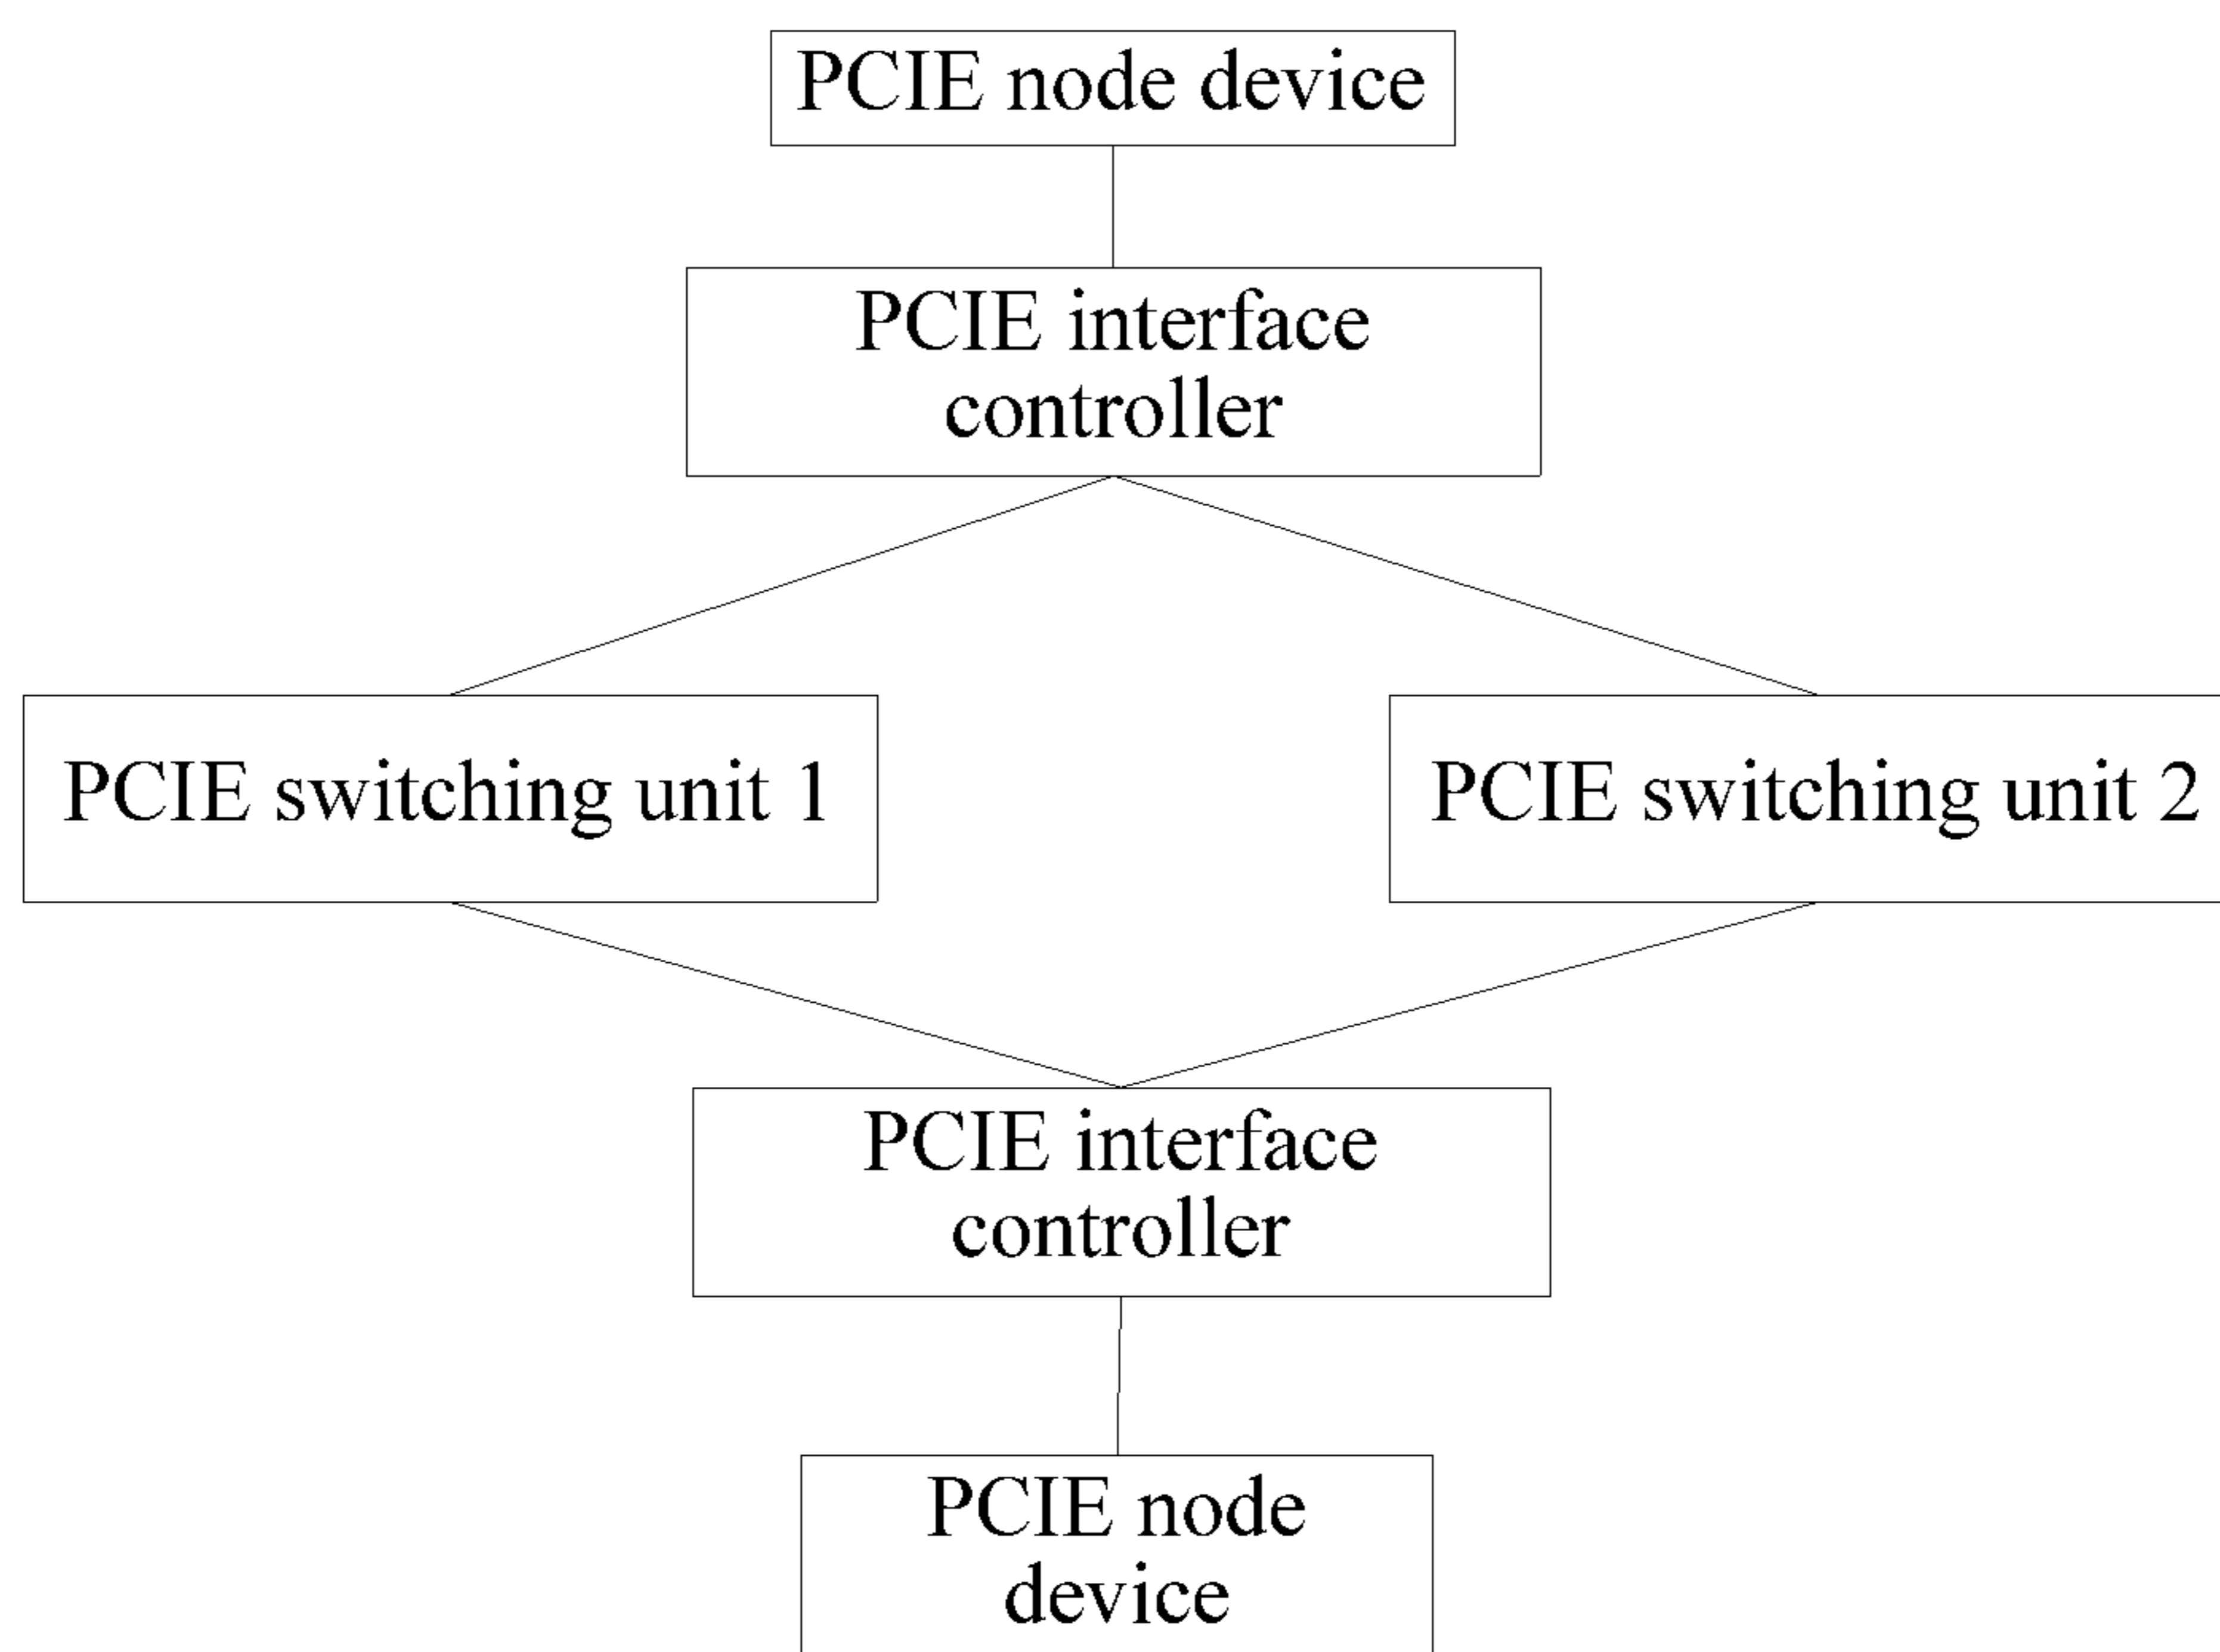 PCIE node device
PCIE interface
controller
PCIE switching unit 1
PCIE switching unit 2
PCIE interface
controller
PCIE node
device